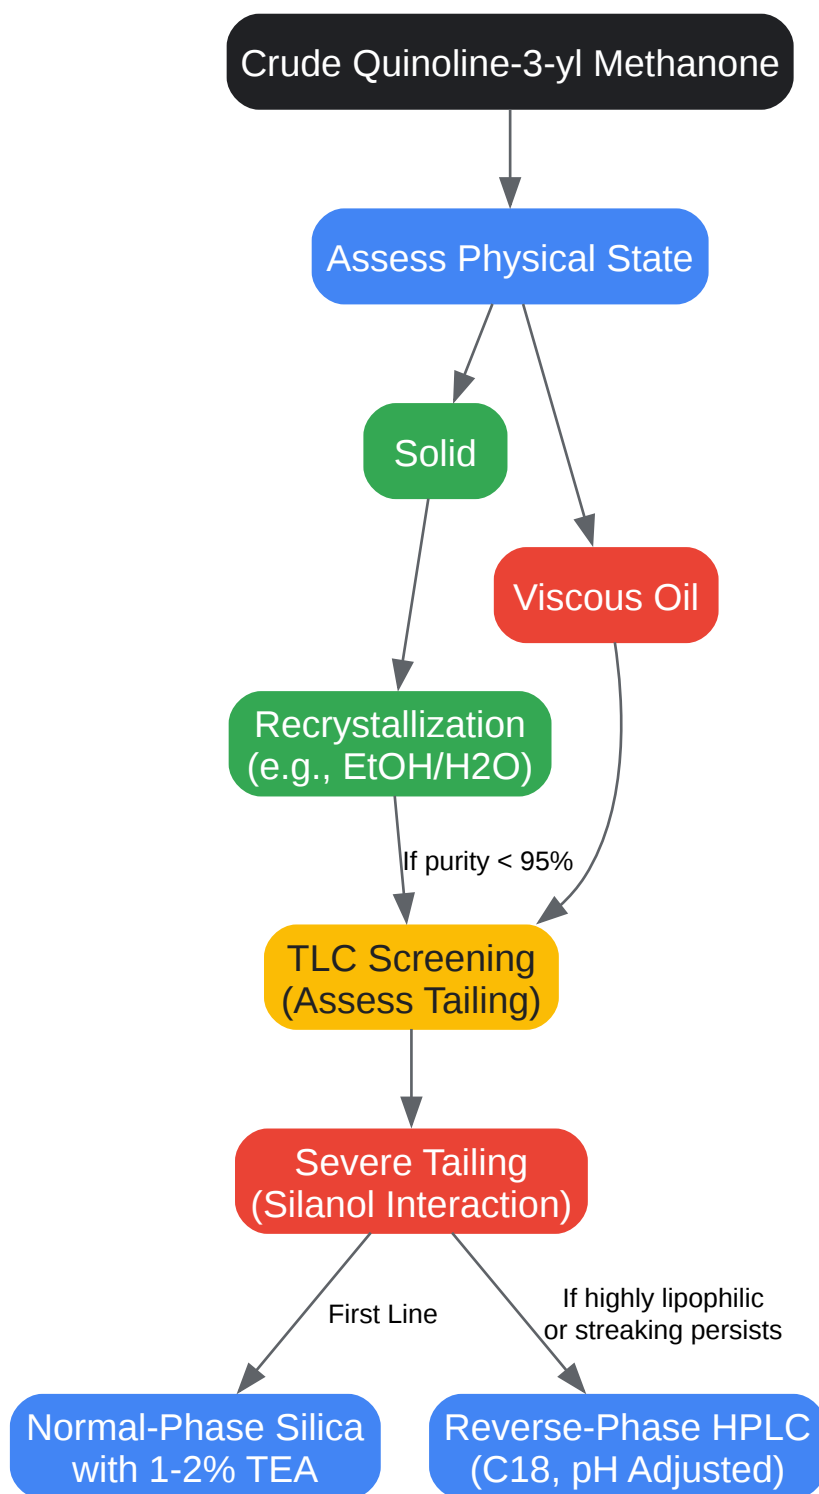 Crude Quinoline-3-yl Methanone
Assess Physical State
Solid
Viscous Oil
Recrystallization
(e.g., EtOH/H2O)
If purity < 95%
TLC Screening
(Assess Tailing)
Severe Tailing
(Silanol Interaction)
First Line
If highly lipophilic
or streaking persists
Normal-Phase Silica
with 1-2% TEA
Reverse-Phase HPLC
(C18, pH Adjusted)